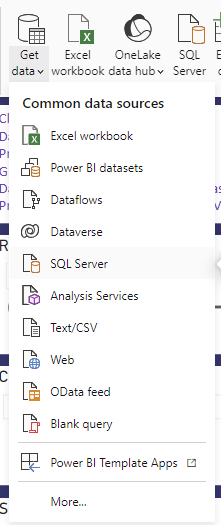 Get data
Excel workbook
OneLake data hub
SQL Server
Common data sources
Excel workbook
Power BI datasets
Dataflows
Dataverse
SQL Server
Analysis Services
Text/CSV
Web
OData feed
Blank query
Power BI Template Apps
More...